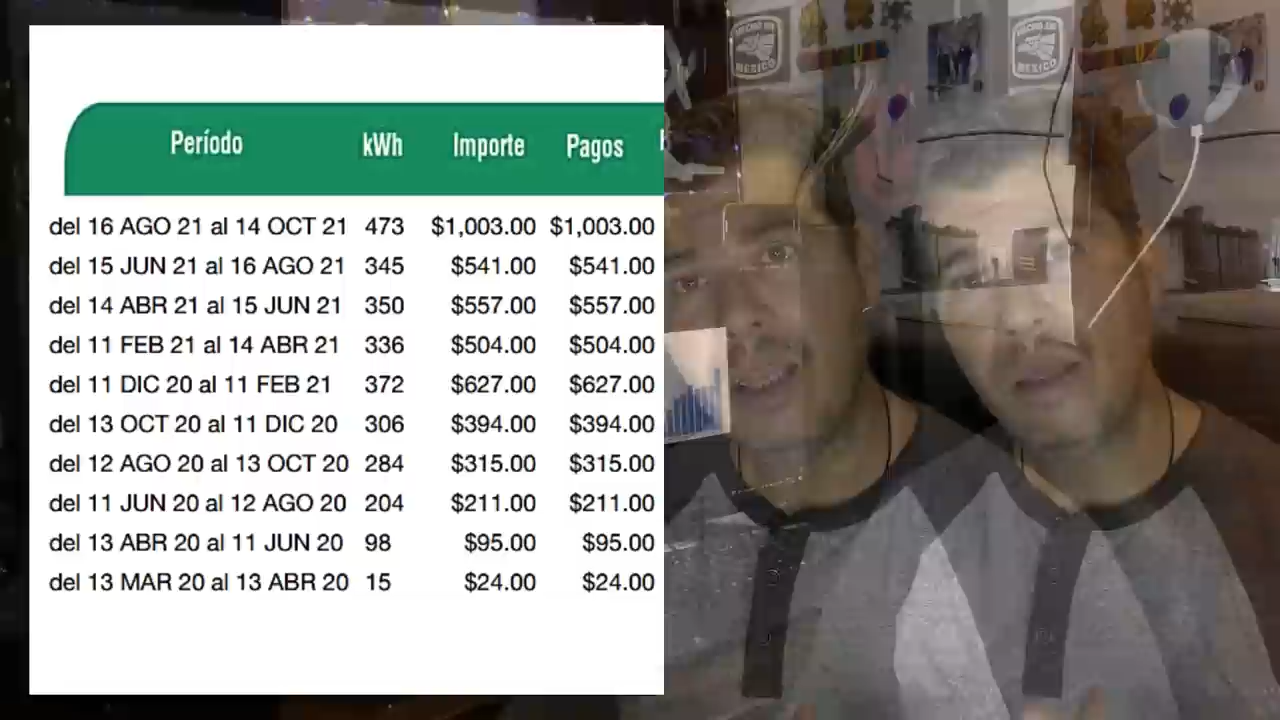 Período kWh Importe Pagos
del 16 AGO 21 al 14 OCT 21 473 $1,003.00 $1,003.00
del 15 JUN 21 al 16 AGO 21 345 $541.00 $541.00
del 14 ABR 21 al 15 JUN 21 350 $557.00 $557.00
del 11 FEB 21 al 14 ABR 21 336 $504.00 $504.00
del 11 DIC 20 al 11 FEB 21 372 $627.00 $627.00
del 13 OCT 20 al 11 DIC 20 306 $394.00 $394.00
del 12 AGO 20 al 13 OCT 20 284 $315.00 $315.00
del 11 JUN 20 al 12 AGO 20 204 $211.00 $211.00
del 13 ABR 20 al 11 JUN 20 98 $95.00 $95.00
del 13 MAR 20 al 13 ABR 20 15 $24.00 $24.00
HECHO EN
MEXICO
HECHO EN
MEXICO